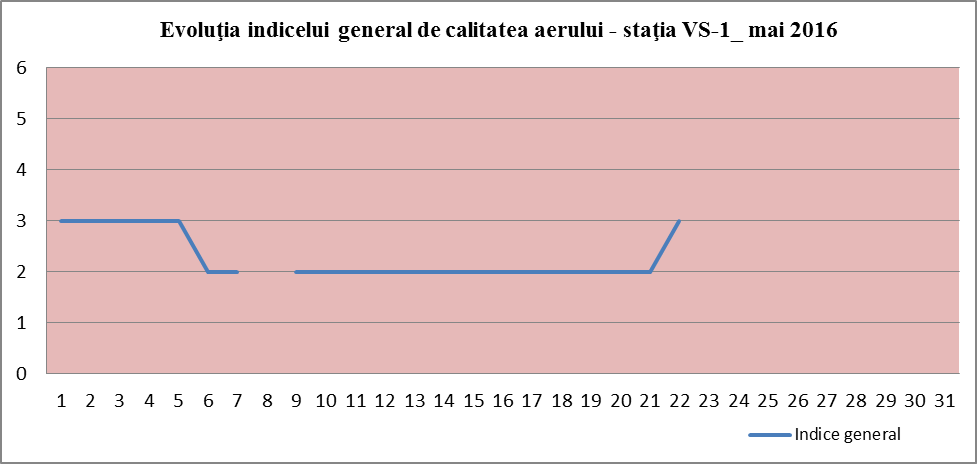 Evoluţia indicelui general de calitatea aerului - staţia VS-1_ mai 2016
6
5
4
3
2
1
0
1 2 3 4 5 6 7 8 9 10 11 12 13 14 15 16 17 18 19 20 21 22 23 24 25 26 27 28 29 30 31
Indice general